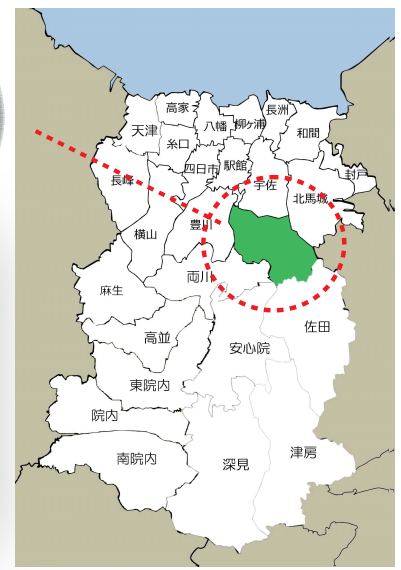 長洲
高家
八幡
柳ヶ浦
天津
和間
糸口
四日市
駅館
封戸
長峰
宇佐
北馬城
豊川
横山
両川
麻生
佐田
高並
安心院
東院内
院内
津房
南院内
深見